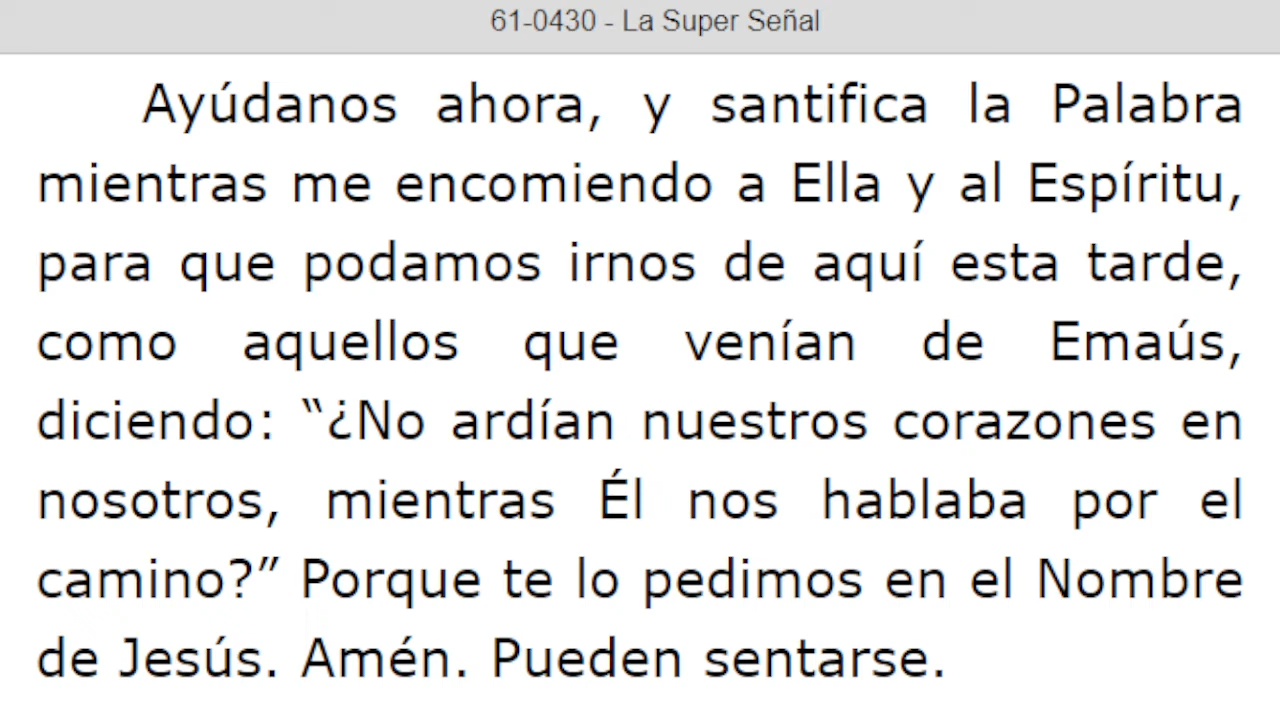 61-0430 - La Super Señal
Ayúdanos ahora, y santifica la Palabra
mientras me encomiendo a Ella y al Espíritu,
para que podamos irnos de aquí esta tarde,
como aquellos que venían de Emaús,
diciendo: “¿No ardían nuestros corazones en
nosotros, mientras Él nos hablaba por el
camino?” Porque te lo pedimos en el Nombre
de Jesús. Amén. Pueden sentarse.